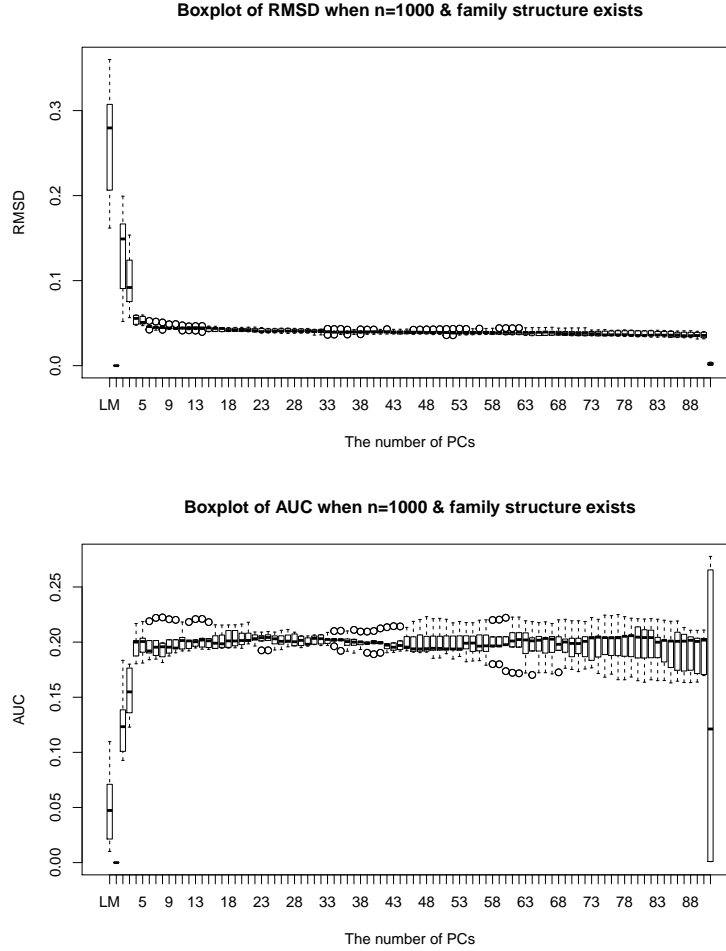 Boxplot of RMSD when n=1000 & family structure exists
0.3
0.2
0.1
0.0
RMSD
LM 5 9 13 18 23 28 33 38 43 48 53 58 63 68 73 78 83 88
The number of PCs
Boxplot of AUC when n=1000 & family structure exists
0.25
0.20
0.15
0.10
0.05
0.00
AUC
LM 5 9 13 18 23 28 33 38 43 48 53 58 63 68 73 78 83 88
The number of PCs